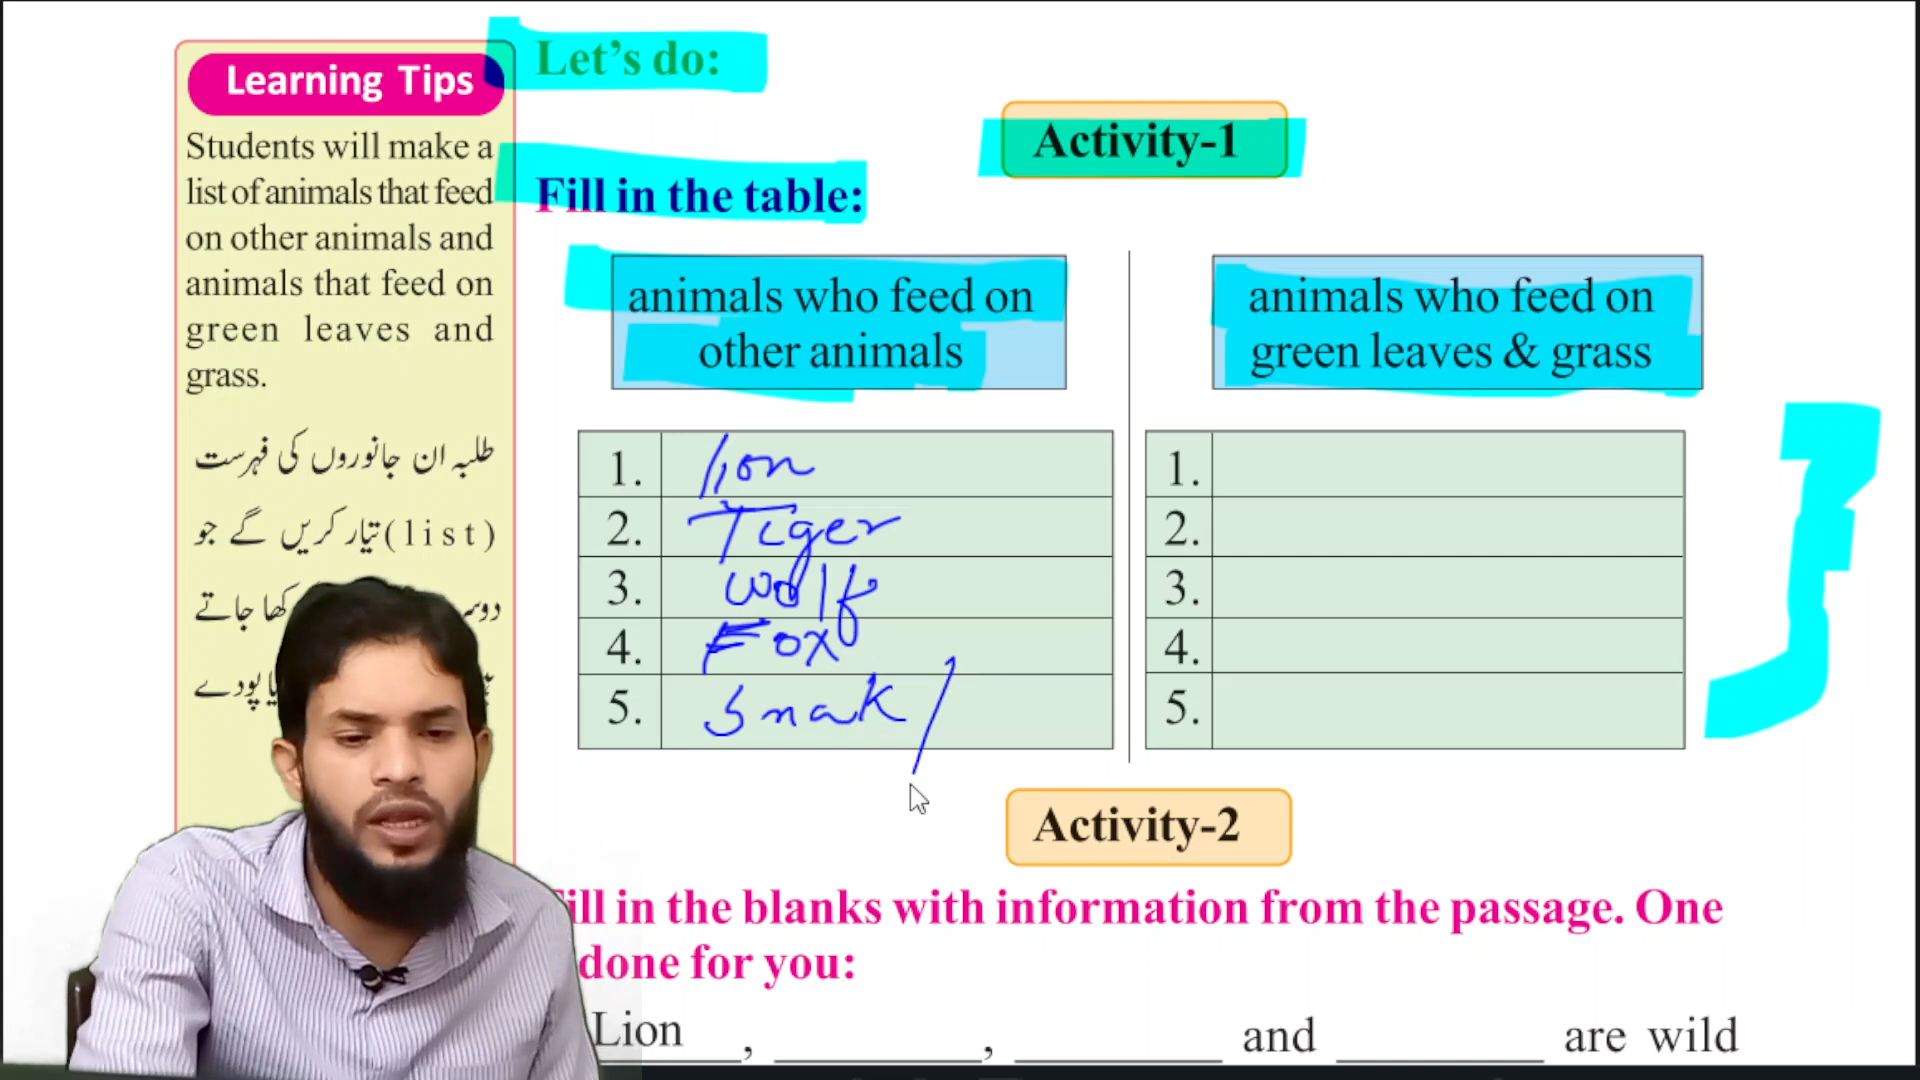 Learning Tips
Students will make a
list of animals that feed
on other animals and
animals that feed on
green leaves and
grass.
طلبہ ان جانوروں کی فہرست
(list) تیار کریں گے جو
کھا جاتے
پودے
Let's do:
Activity-1
Fill in the table:
animals who feed on
other animals
1. lion
2. Tiger
3. wolf
4. Fox
5. Snak
animals who feed on
green leaves & grass
1.
2.
3.
4.
5.
Activity-2
ill in the blanks with information from the passage. One
done for you:
Lion , , and are wild